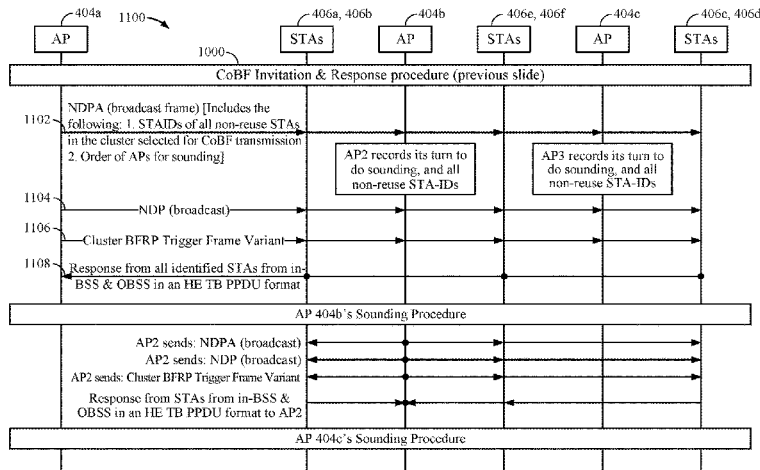 404a
1100
406a, 406b
404b
406e, 406f
404c
406c, 406d
AP
STAs
AP
STAs
AP
STAs
1000
CoBF Invitation & Response procedure (previous slide)
NDPA (broadcast frame) [Includes the
1102
following: 1. STAIDs of all non-reuse STAs
in the cluster selected for CoBF transmission
2. Order of APs for sounding}
AP2 records its turn to
do sounding, and all
non-reuse STA-IDs
AP3 records its turn to
do sounding, and all
non-reuse STA-IDs
1104
NDP (broadcast)
1106
Cluster BFRP Trigger Frame Variant
1108
Response from all identified STAs from in-
BSS & OBSS in an HE TB PPDU format
AP 404b's Sounding Procedure
AP2 sends: NDPA (broadcast)
AP2 sends: NDP (broadcast)
AP2 sends: Cluster BFRP Trigger Frame Variant
Response from STAs from in-BSS &
OBSS in an HE TB PPDU format to AP2
AP 404c's Sounding Procedure